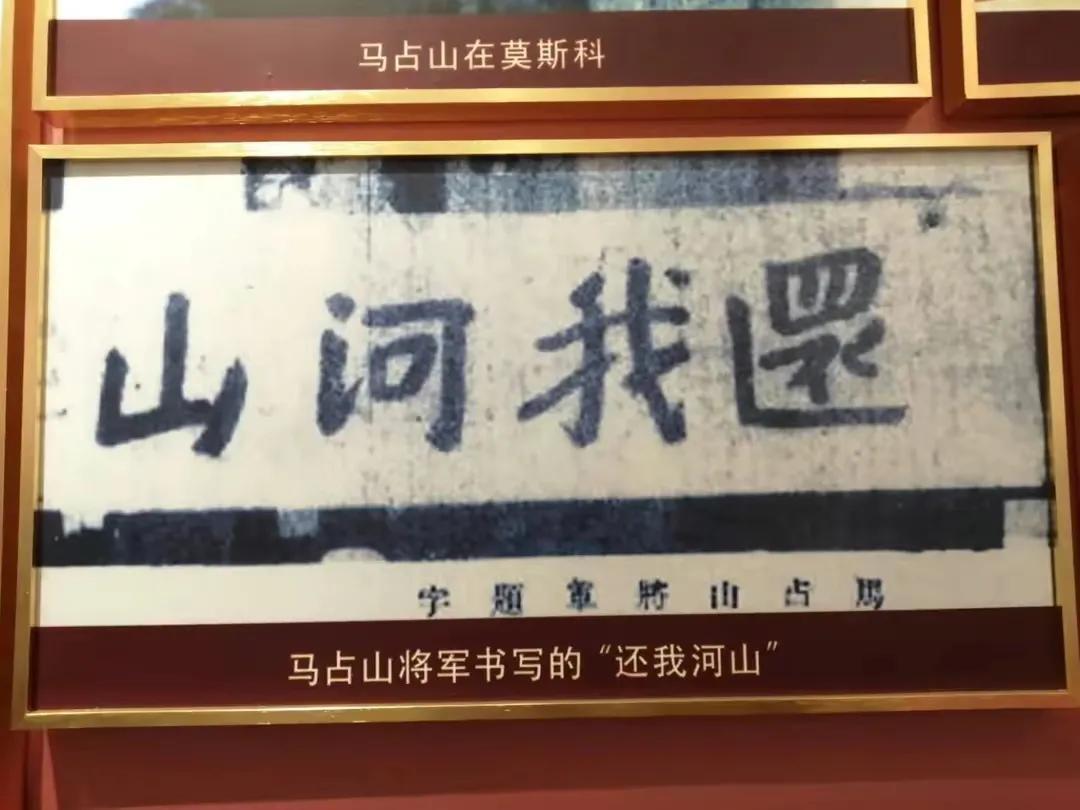 马占山在莫斯科
還我河山
馬占山將軍題字
马占山将军书写的“还我河山”